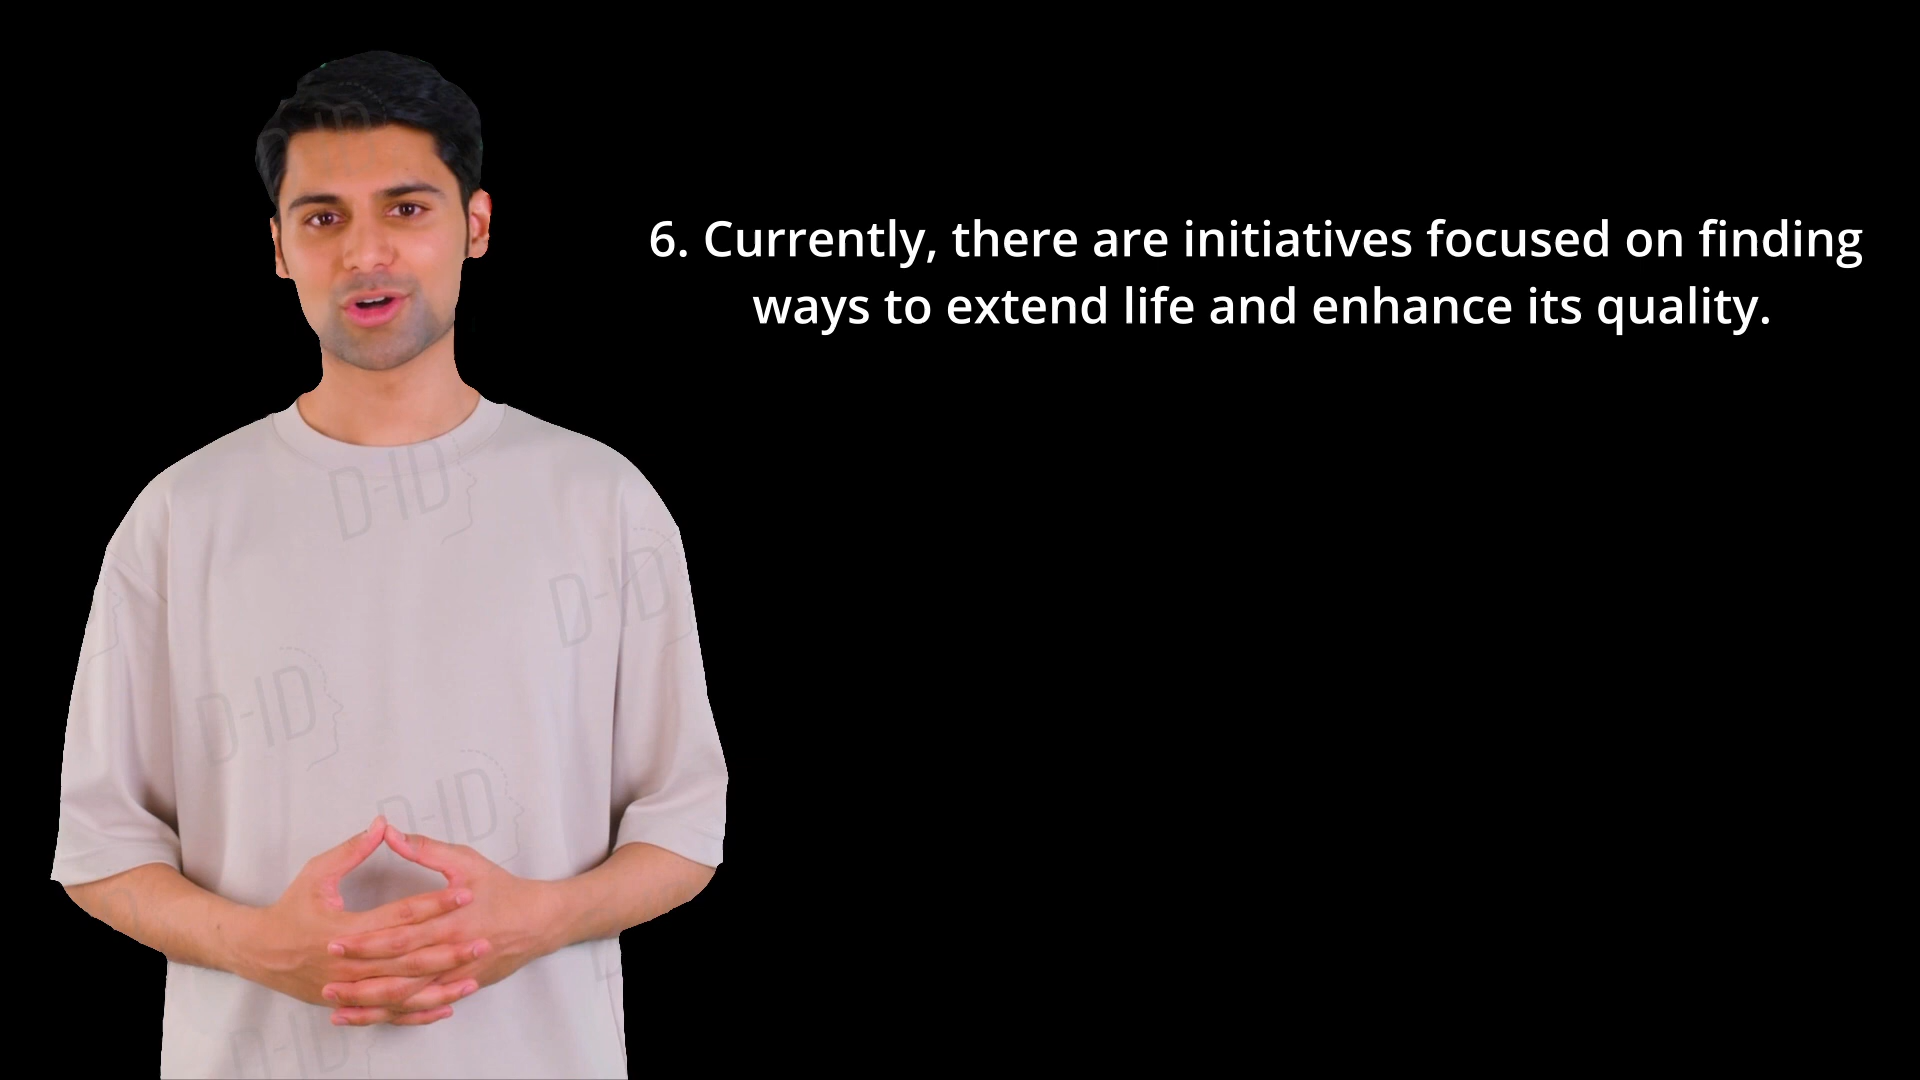 6. Currently, there are initiatives focused on finding
ways to extend life and enhance its quality.
D-ID
D-ID
D-ID
D-ID
D-ID